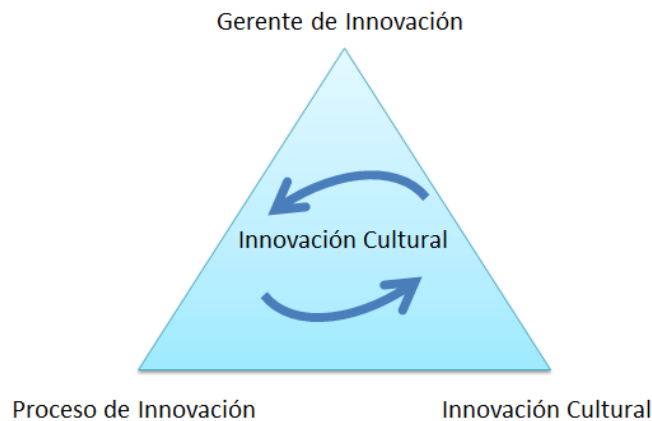 Gerente de Innovación
Innovación Cultural
Proceso de Innovación
Innovación Cultural